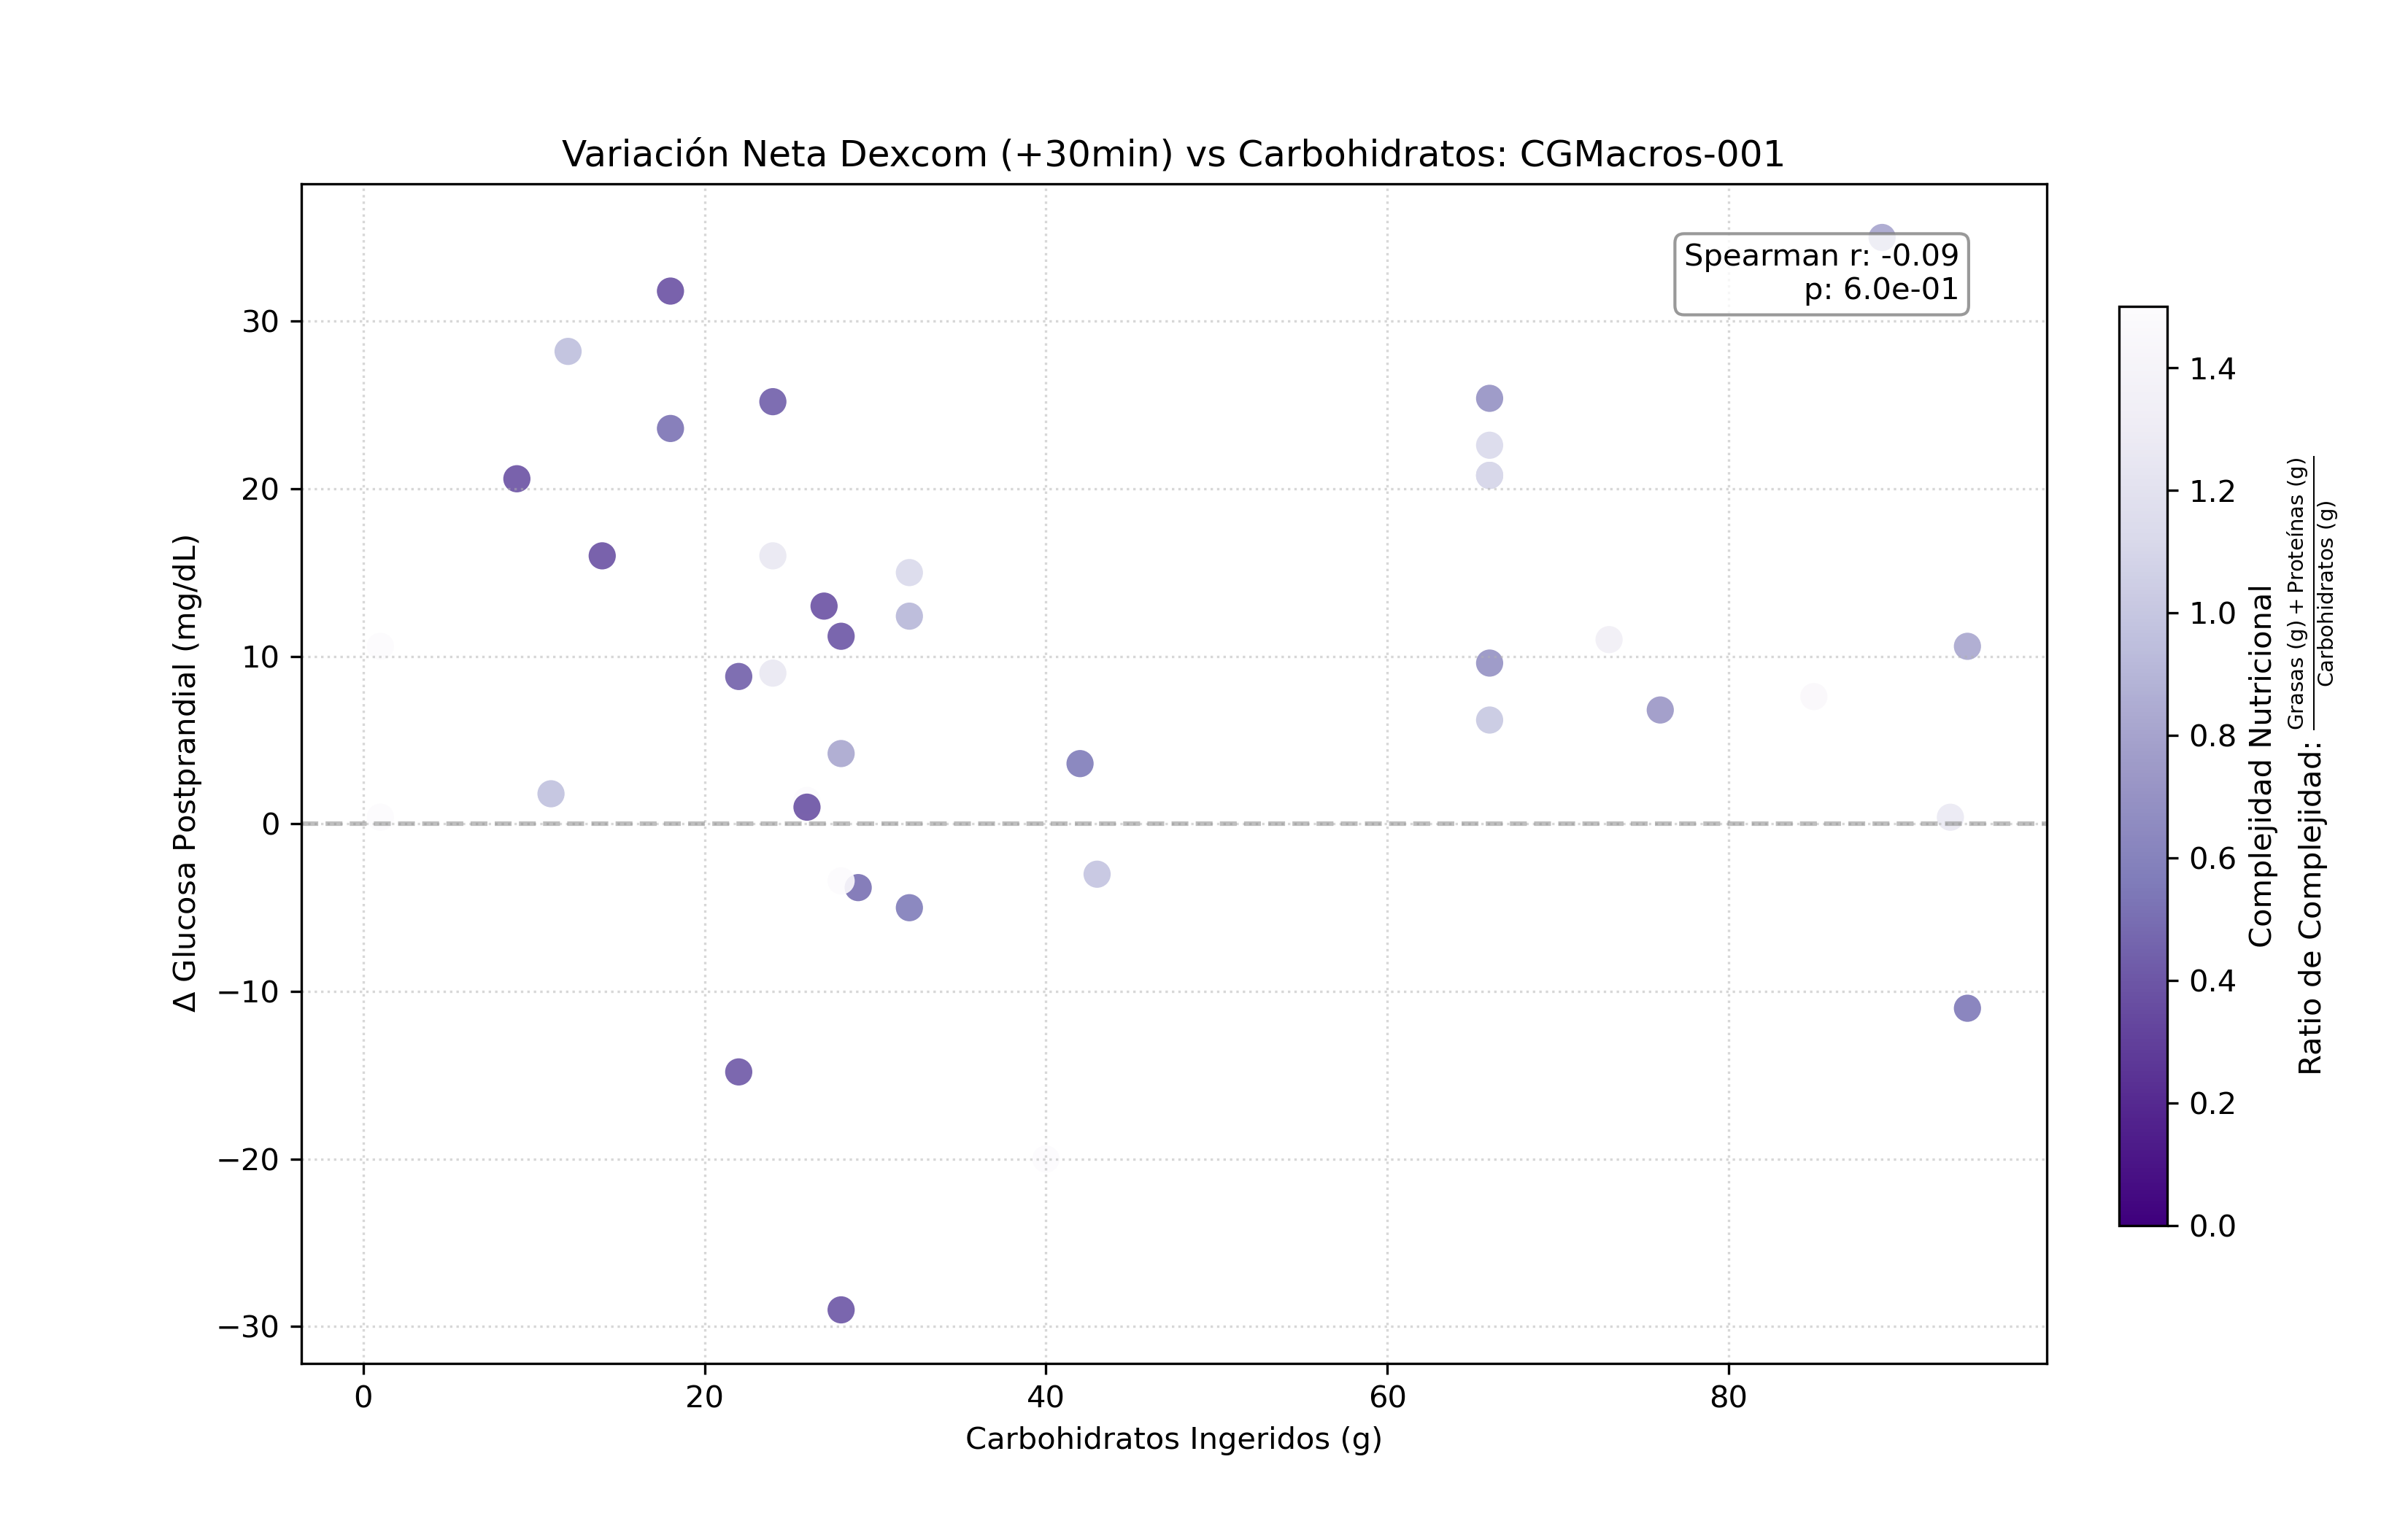 Variación Neta Dexcom (+30min) vs Carbohidratos: CGMacros-001
Spearman r: -0.09
p: 6.0e-01
Δ Glucosa Postprandial (mg/dL)
30
20
10
0
−10
−20
−30
0
20
40
60
80
Carbohidratos Ingeridos (g)
1.4
1.2
1.0
0.8
0.6
0.4
0.2
0.0
Complejidad Nutricional
Ratio de Complejidad: Grasas (g) + Proteínas (g)
Carbohidratos (g)